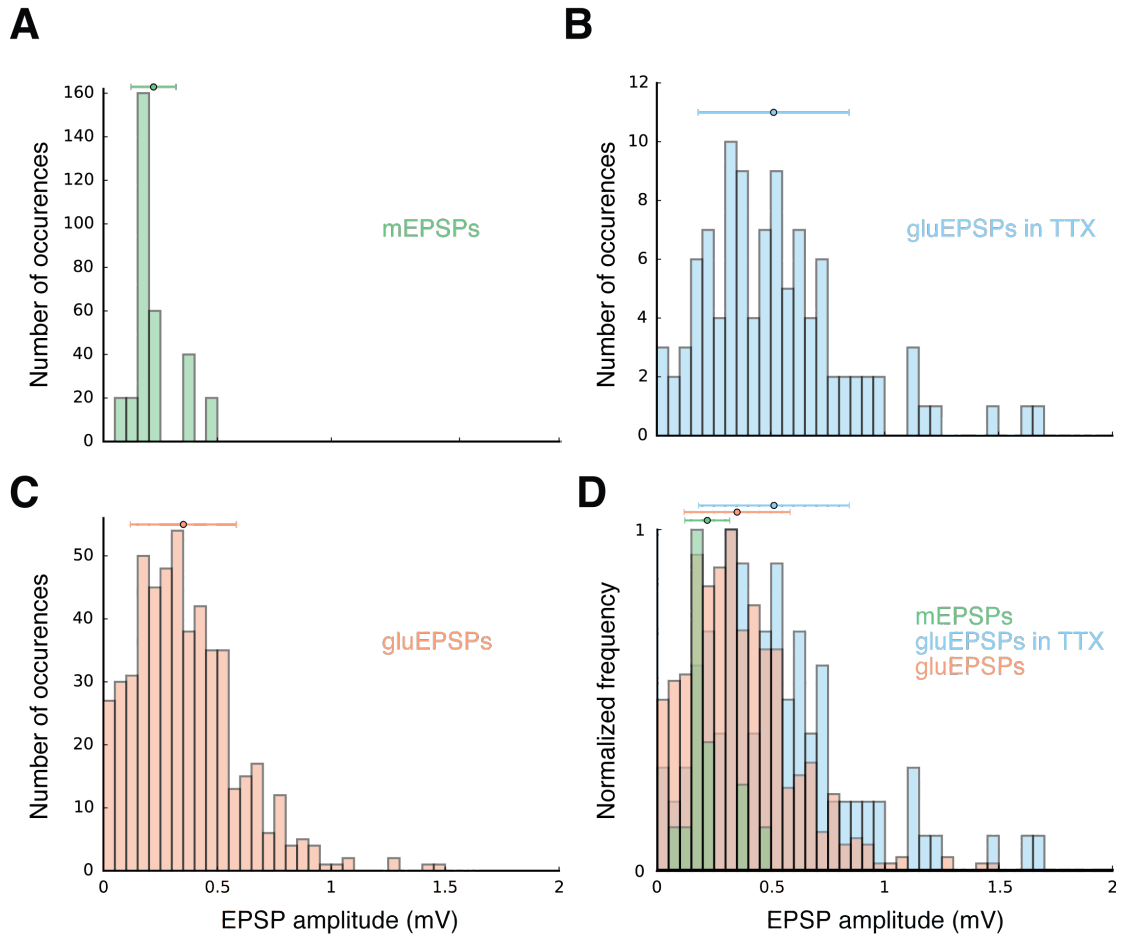 A
B
Number of occurences
160
140
120
100
80
60
40
20
0
mEPSPs
Number of occurences
12
10
8
6
4
2
0
gluEPSPs in TTX
C
D
Number of occurences
50
40
30
20
10
0
gluEPSPs
0
0.5
1
1.5
2
EPSP amplitude (mV)
Normalized frequency
1
1
mEPSPs
gluEPSPs in TTX
gluEPSPs
0
0.5
1
1.5
2
EPSP amplitude (mV)